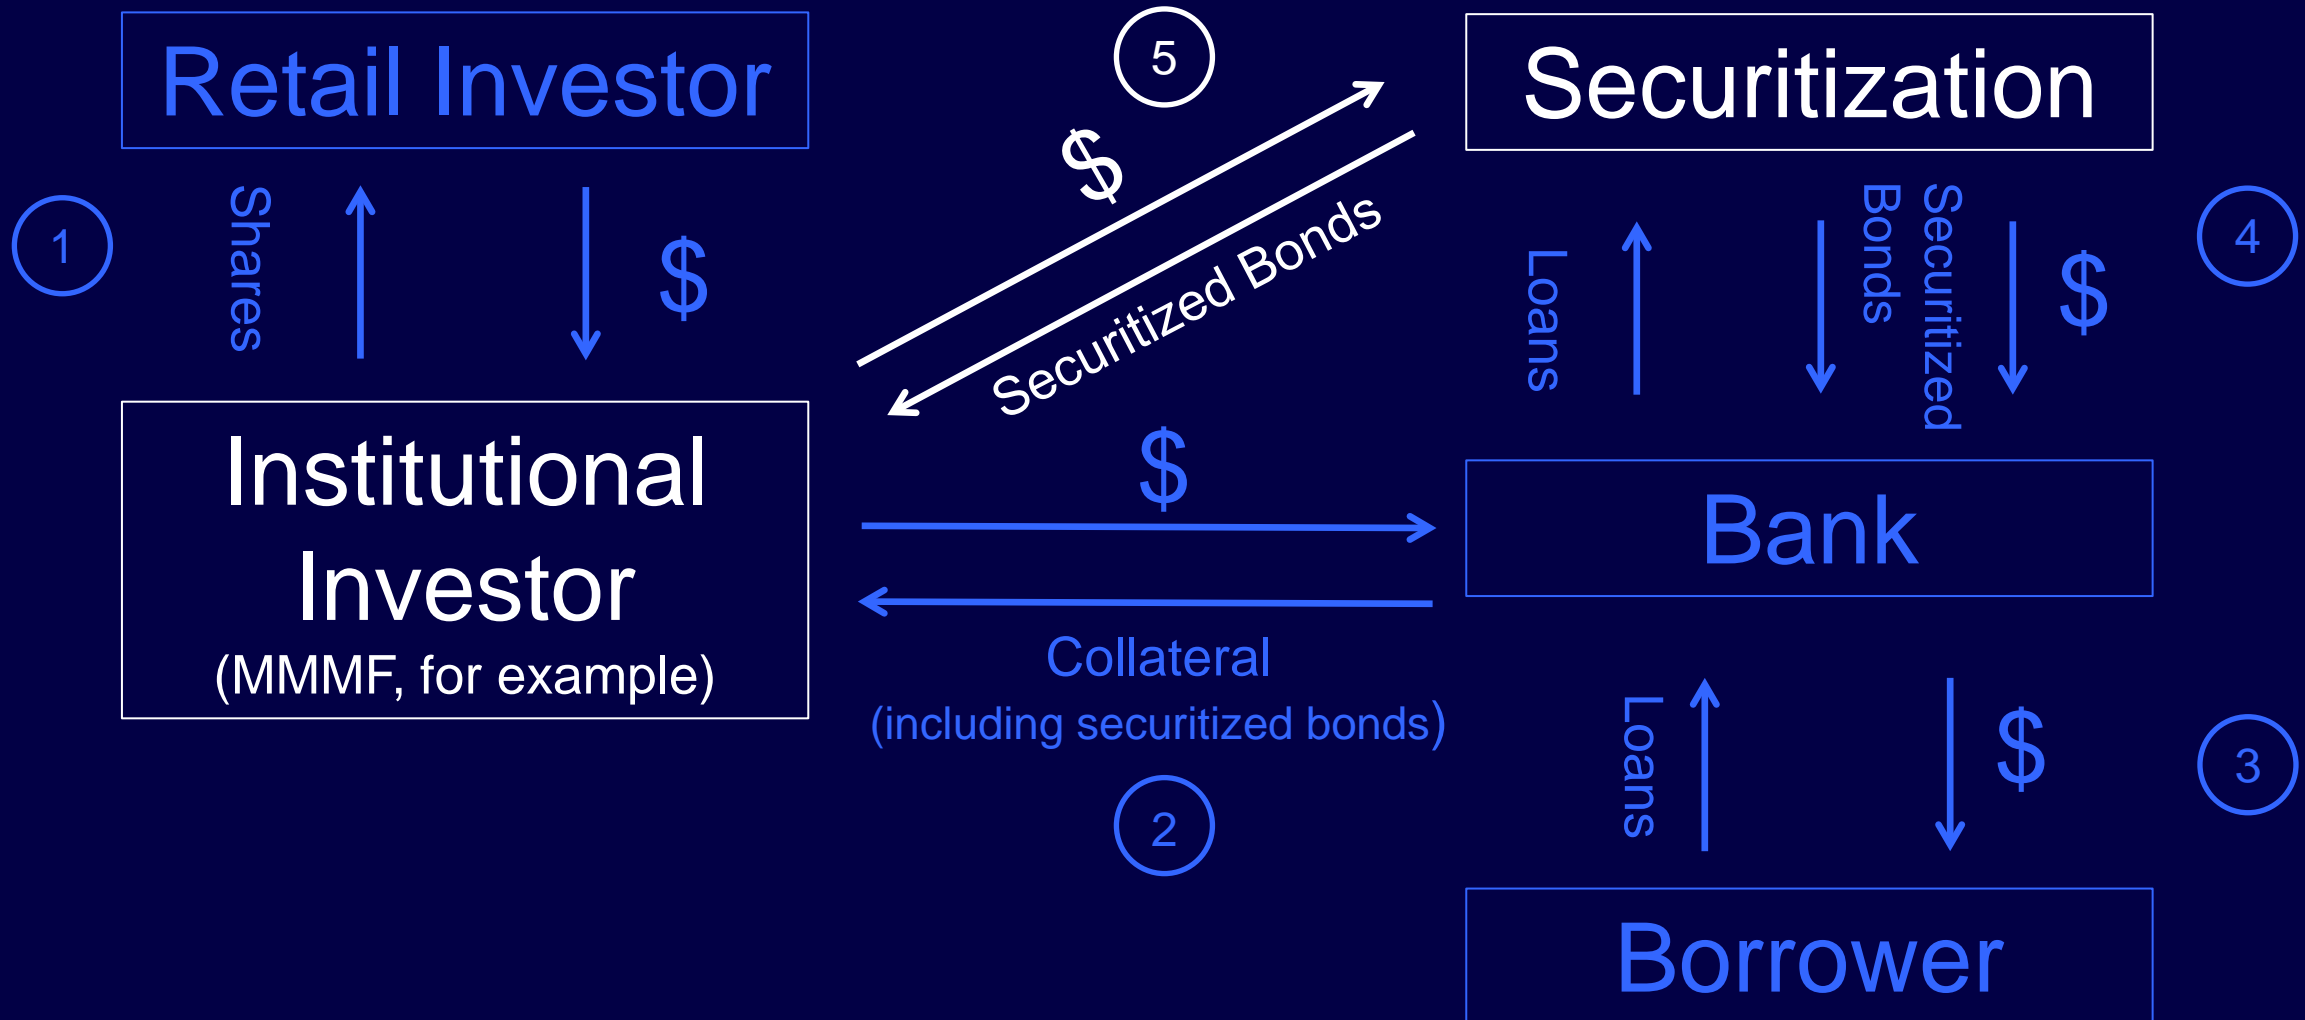 Retail Investor
5
Securitization
1
Shares
$
$
Securitized Bonds
Loans
Securitized
Bonds
$
4
Institutional
Investor
(MMMF, for example)
$
Collateral
(including securitized bonds)
2
Bank
Loans
$
3
Borrower